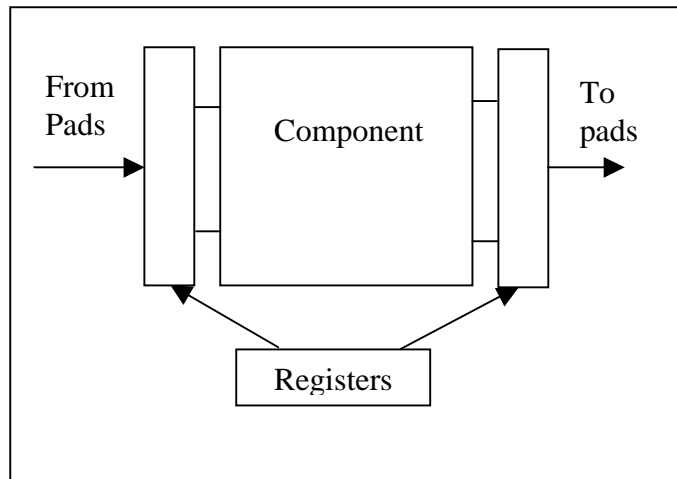 From
Pads
Component
To
pads
Registers